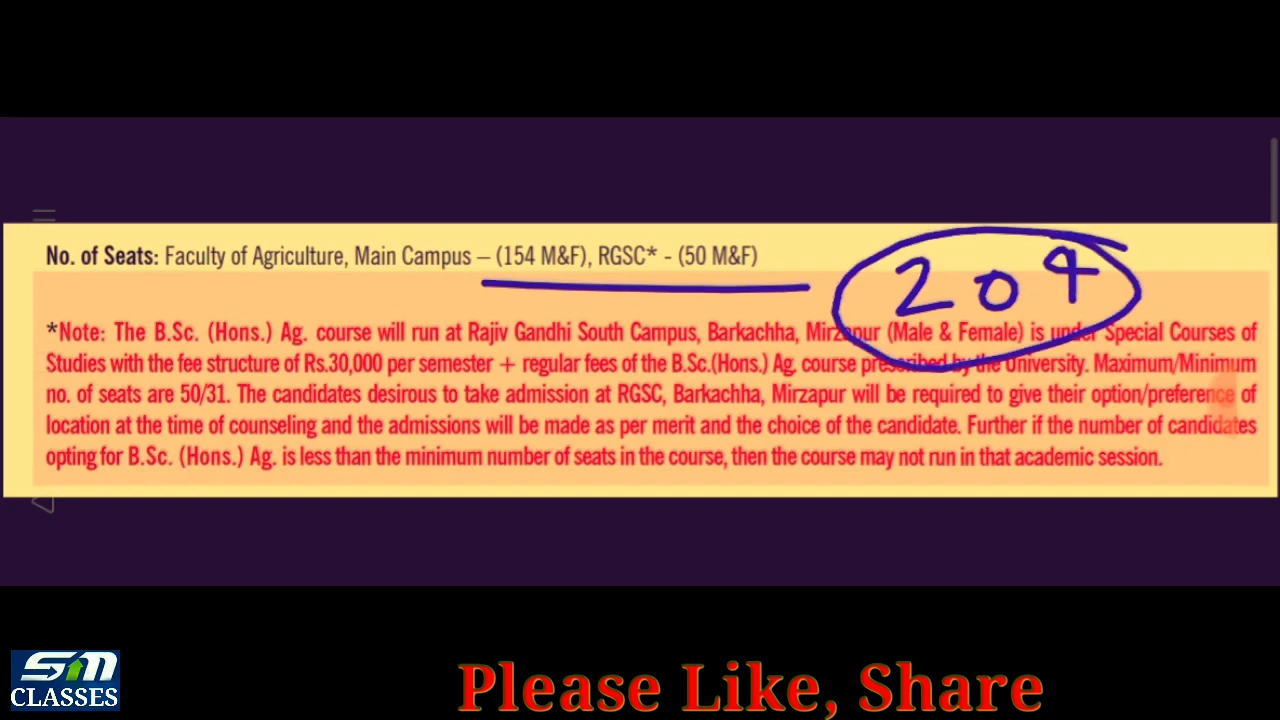 No. of Seats: Faculty of Agriculture, Main Campus – (154 M&F), RGSC* - (50 M&F)
204
*Note: The B.Sc. (Hons.) Ag. course will run at Rajiv Gandhi South Campus, Barkachha, Mirzapur (Male & Female) is under Special Courses of
Studies with the fee structure of Rs.30,000 per semester + regular fees of the B.Sc.(Hons.) Ag. course prescribed by the University. Maximum/Minimum
no. of seats are 50/31. The candidates desirous to take admission at RGSC, Barkachha, Mirzapur will be required to give their option/preference of
location at the time of counseling and the admissions will be made as per merit and the choice of the candidate. Further if the number of candidates
opting for B.Sc. (Hons.) Ag. is less than the minimum number of seats in the course, then the course may not run in that academic session.
SM
CLASSES
Please Like, Share